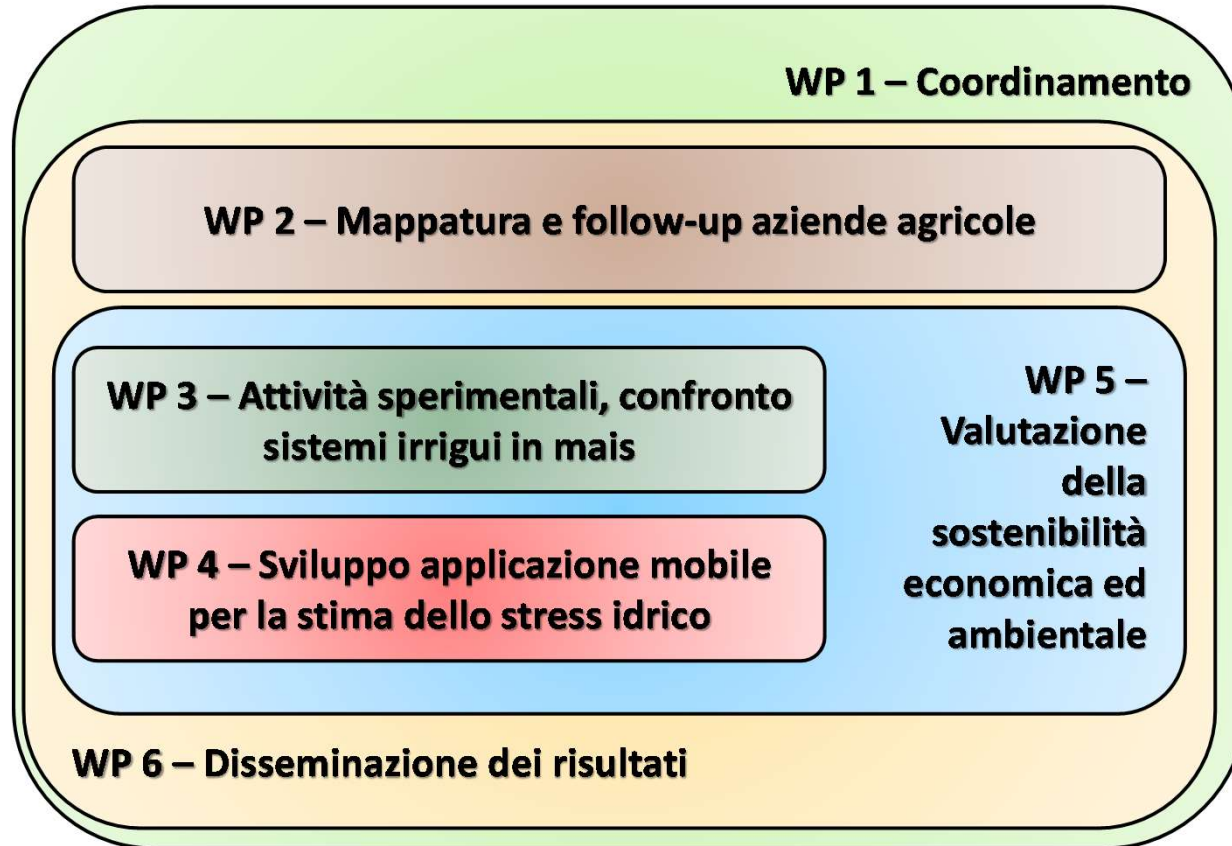 WP 1 – Coordinamento
WP 2 – Mappatura e follow-up aziende agricole
WP 3 – Attività sperimentali, confronto
sistemi irrigui in mais
WP 4 – Sviluppo applicazione mobile
per la stima dello stress idrico
WP 5 –
Valutazione
della
sostenibilità
economica ed
ambientale
WP 6 – Disseminazione dei risultati